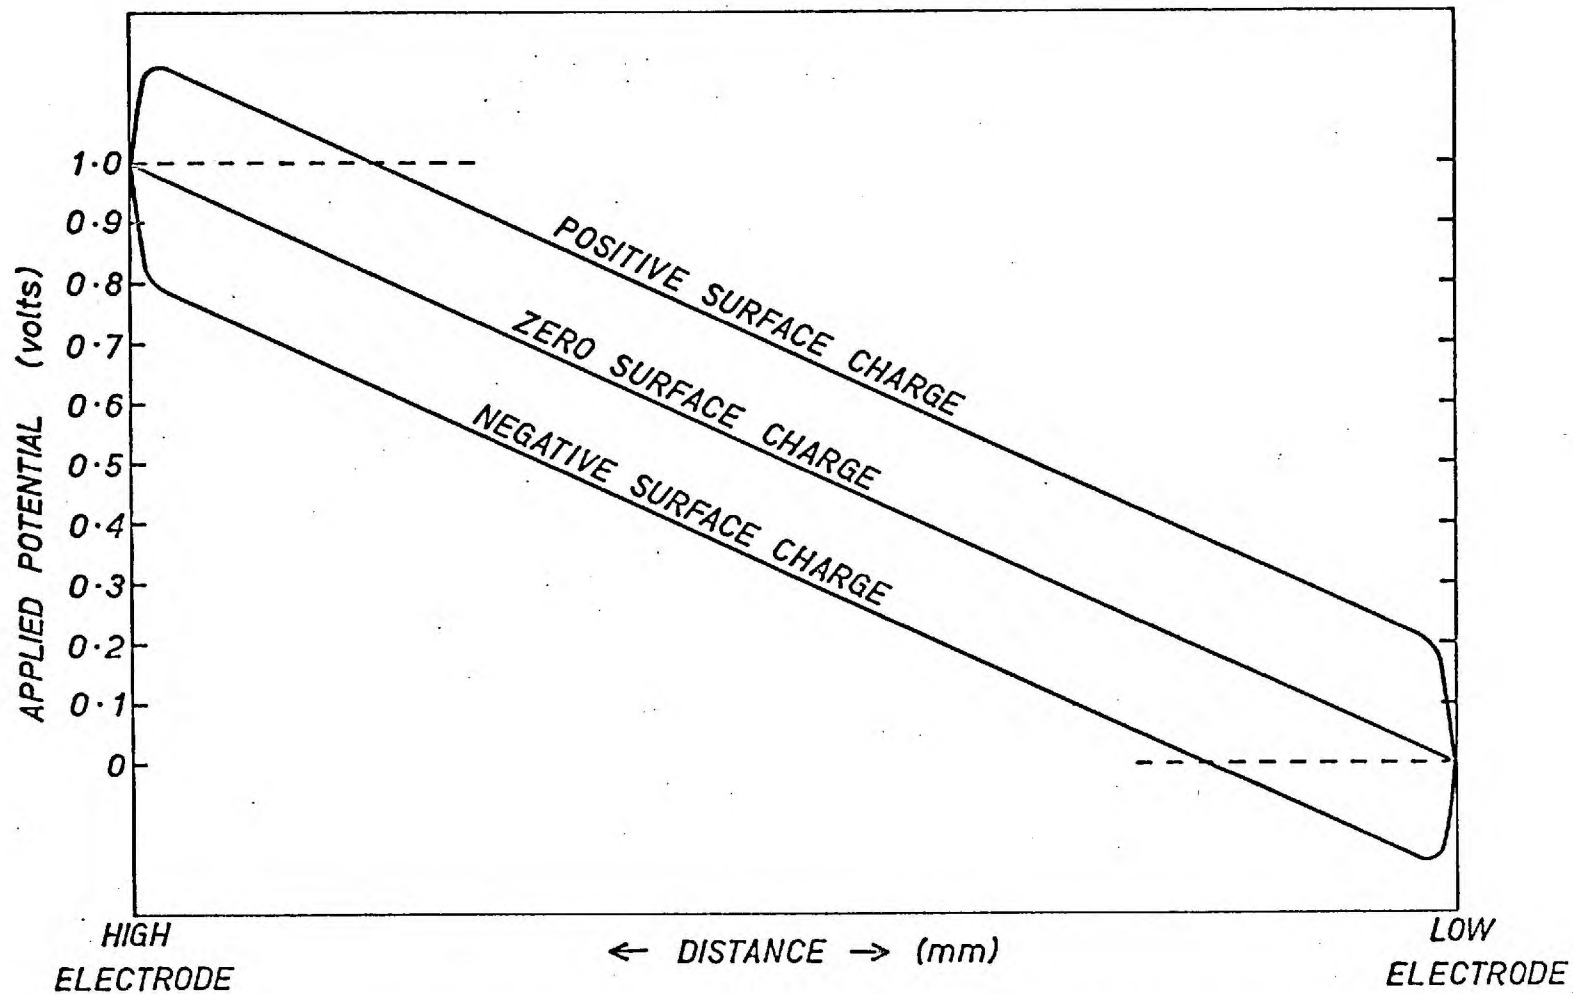 1.0
0.9
0.8
0.7
0.6
0.5
0.4
0.3
0.2
0.1
0
APPLIED POTENTIAL (volts)
POSITIVE SURFACE CHARGE
ZERO SURFACE CHARGE
NEGATIVE SURFACE CHARGE
HIGH
ELECTRODE
← DISTANCE → (mm)
LOW
ELECTRODE